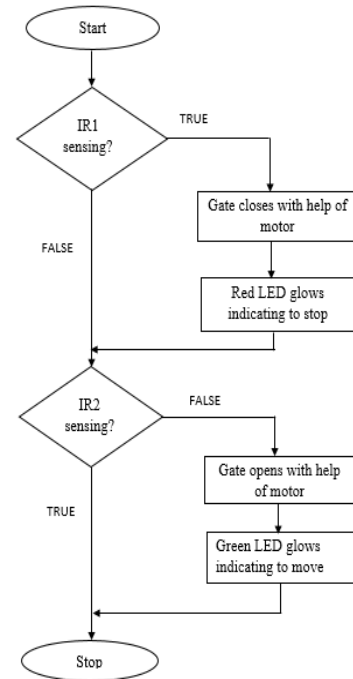 Start
IR1
sensing?
TRUE
Gate closes with help of
motor
FALSE
Red LED glows
indicating to stop
IR2
sensing?
FALSE
Gate opens with help
of motor
TRUE
Green LED glows
indicating to move
Stop